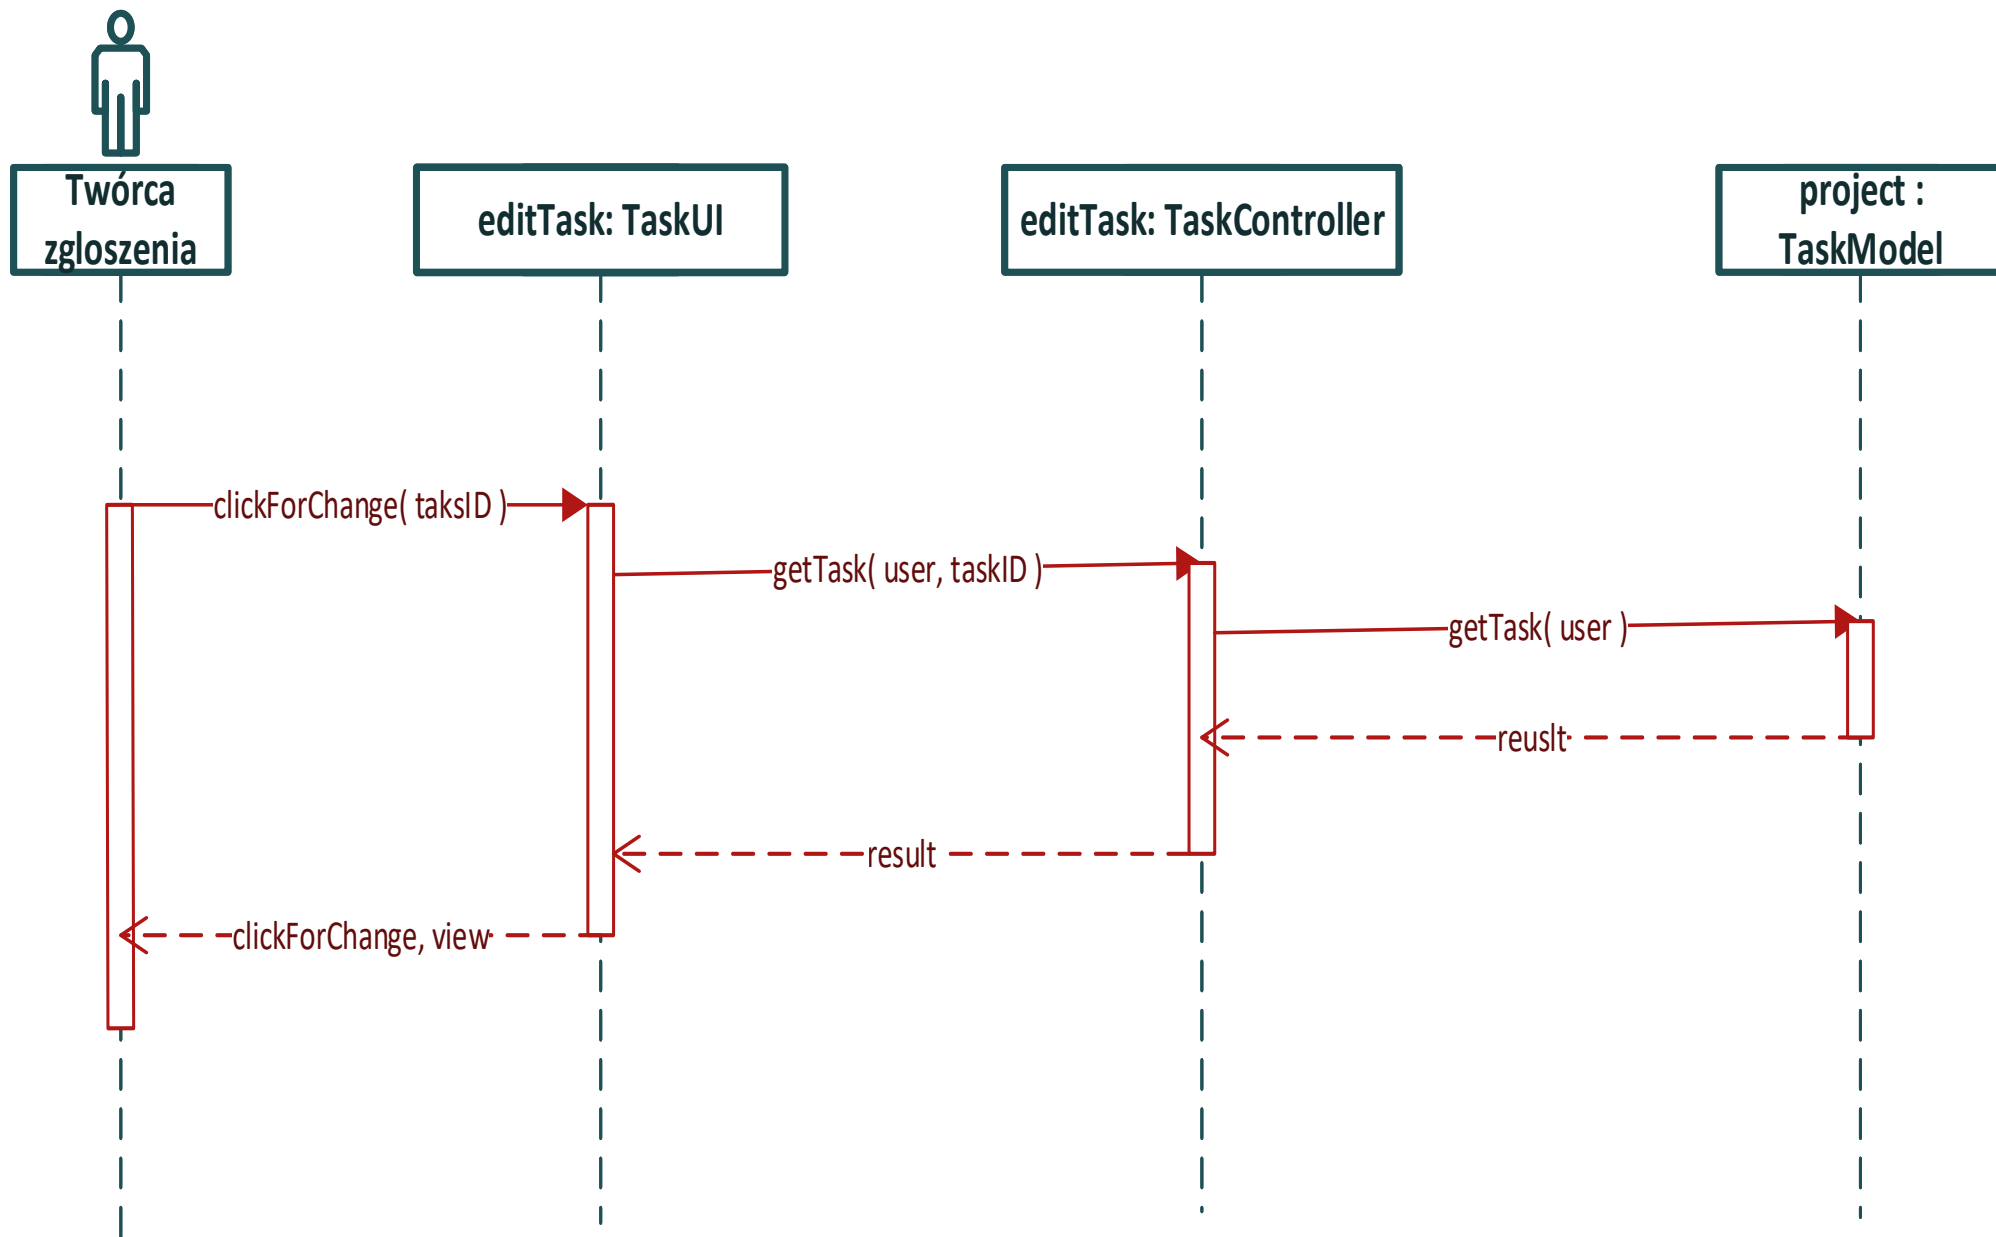 Twórca
zgloszenia
editTask: TaskUI
editTask: TaskController
project :
TaskModel
clickForChange( taksID )
getTask( user, taskID )
getTask( user )
reuslt
result
clickForChange, view